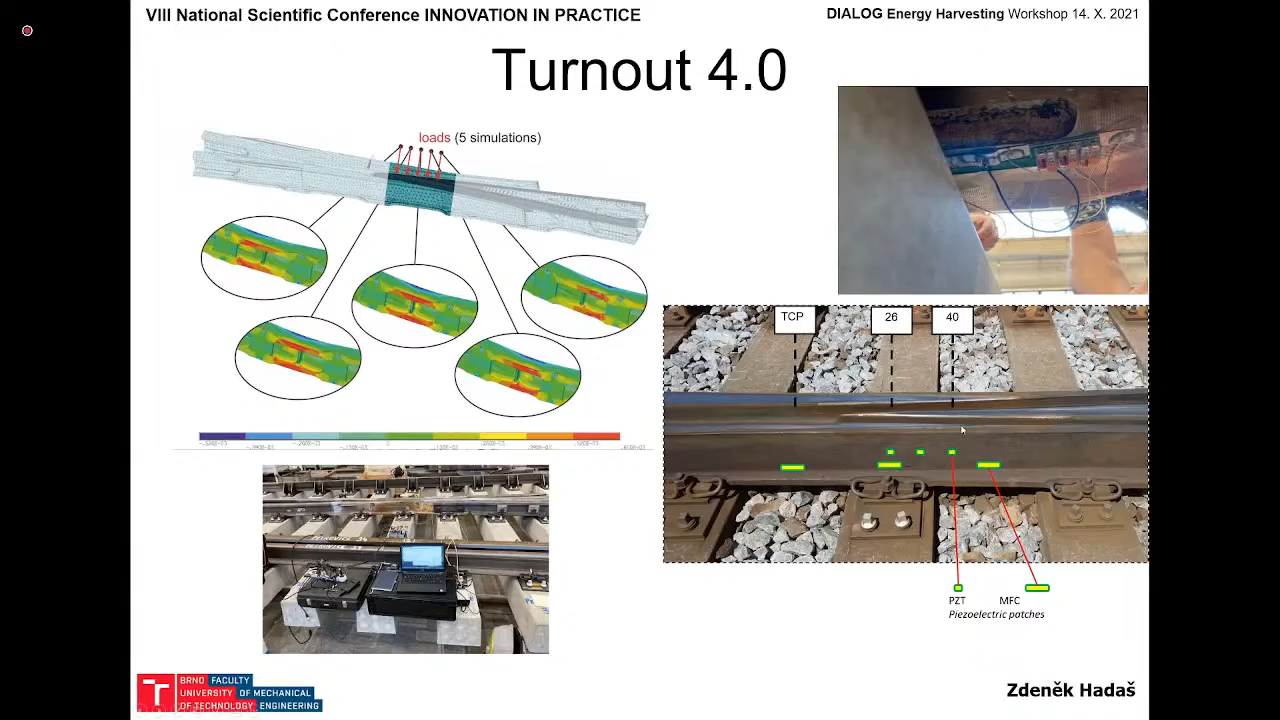 VIII National Scientific Conference INNOVATION IN PRACTICE
DIALOG Energy Harvesting Workshop 14. X. 2021
Turnout 4.0
loads (5 simulations)
TCP
26
40
PZT
MFC
Piezoelectric patches
BRNO FACULTY
UNIVERSITY OF MECHANICAL
OF TECHNOLOGY ENGINEERING
Zdeněk Hadaš